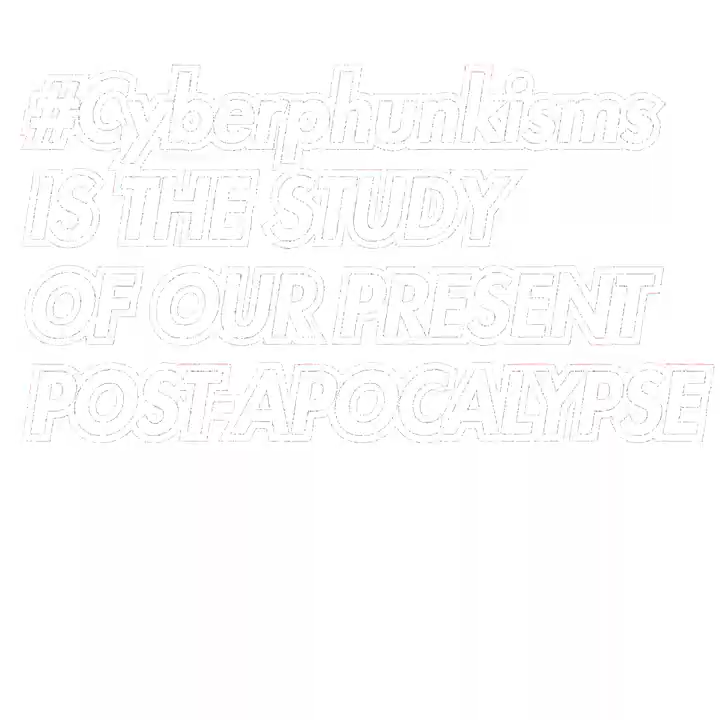 #Cyberphunkisms
IS THE STUDY
OF OUR PRESENT
POST-APOCALYPSE